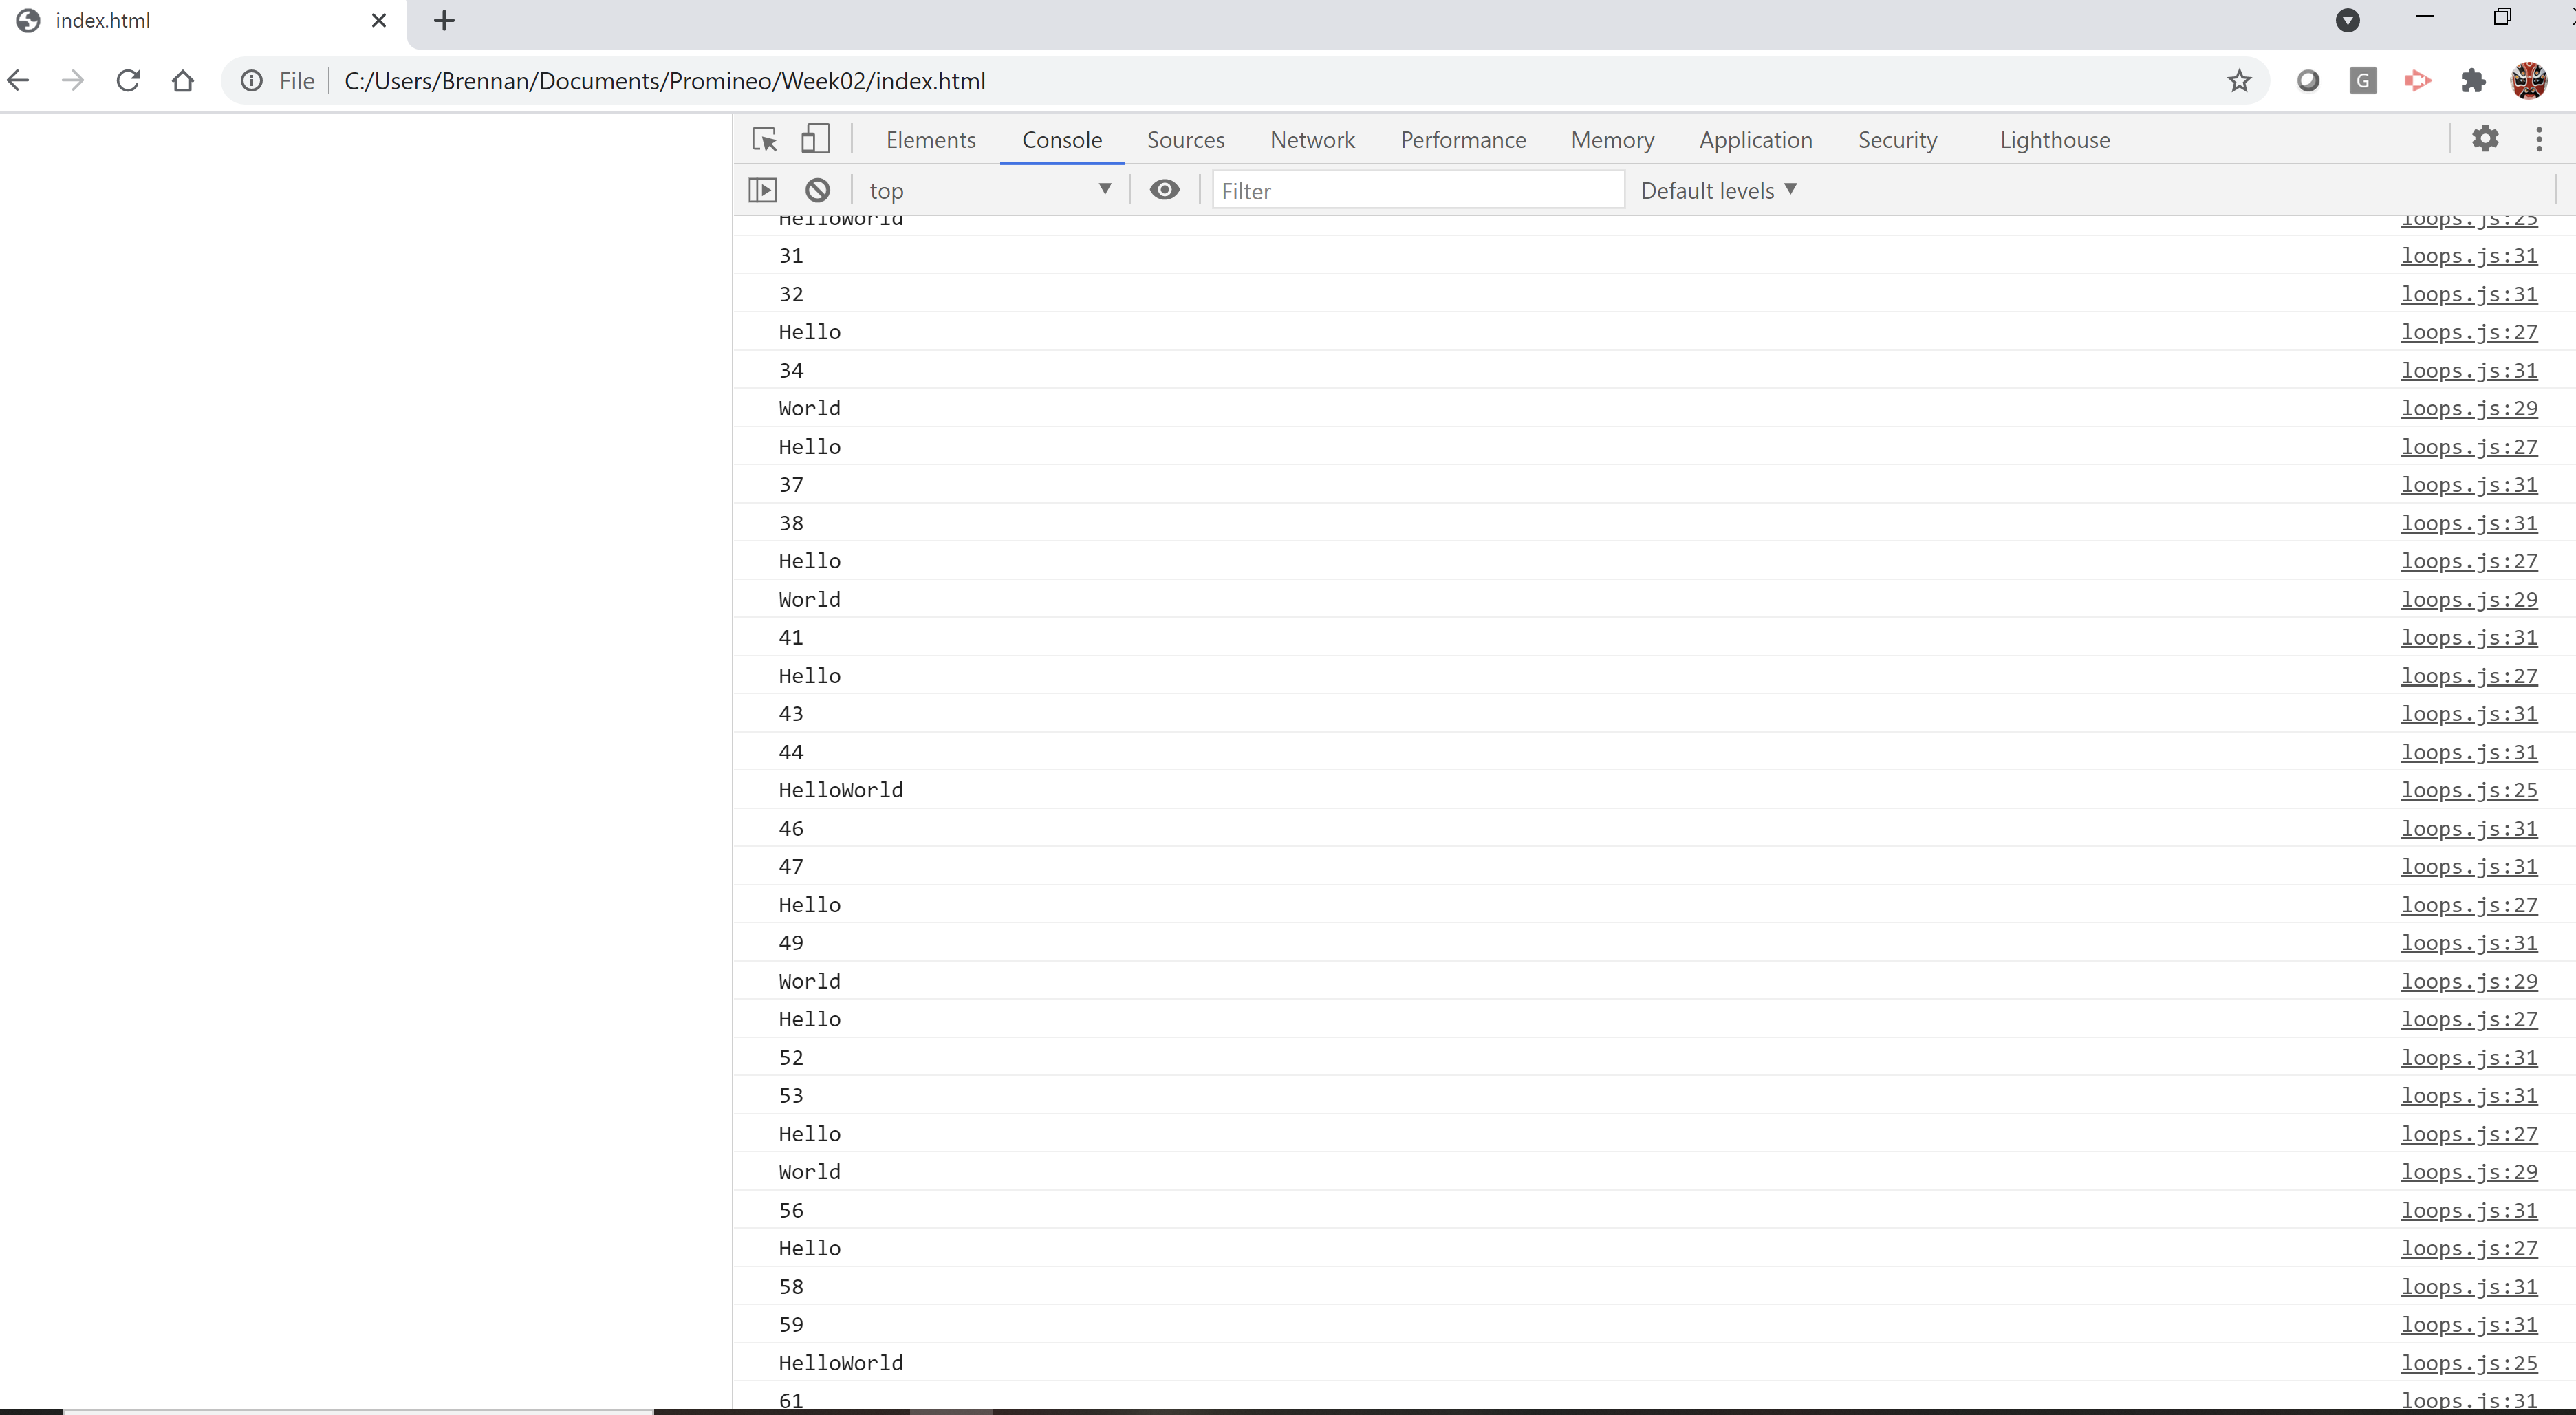 index.html
File C:/Users/Brennan/Documents/Promineo/Week02/index.html G
Elements Console Sources Network Performance Memory Application Security Lighthouse
top Filter Default levels
HelloWorld loops.js:25
31 loops.js:31
32 loops.js:31
Hello loops.js:27
34 loops.js:31
World loops.js:29
Hello loops.js:27
37 loops.js:31
38 loops.js:31
Hello loops.js:27
World loops.js:29
41 loops.js:31
Hello loops.js:27
43 loops.js:31
44 loops.js:31
HelloWorld loops.js:25
46 loops.js:31
47 loops.js:31
Hello loops.js:27
49 loops.js:31
World loops.js:29
Hello loops.js:27
52 loops.js:31
53 loops.js:31
Hello loops.js:27
World loops.js:29
56 loops.js:31
Hello loops.js:27
58 loops.js:31
59 loops.js:31
HelloWorld loops.js:25
61 loops.js:31